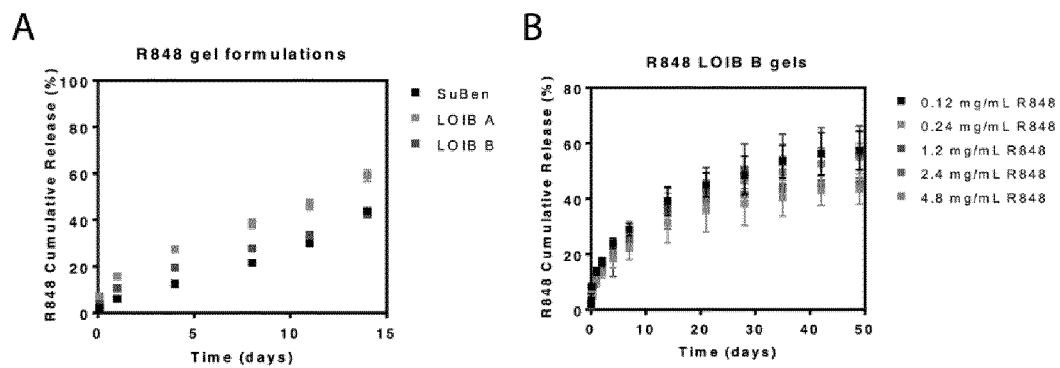 A
R848 gel formulations
R848 Cumulative Release (%)
100
80
60
40
20
0
0
5
10
15
Time (days)
SuBen
LOIB A
LOIB B
B
R848 LOIB B gels
R848 Cumulative Release (%)
80
60
40
20
0
0
10
20
30
40
50
Time (days)
0.12 mg/mL R848
0.24 mg/mL R848
1.2 mg/mL R848
2.4 mg/mL R848
4.8 mg/mL R848